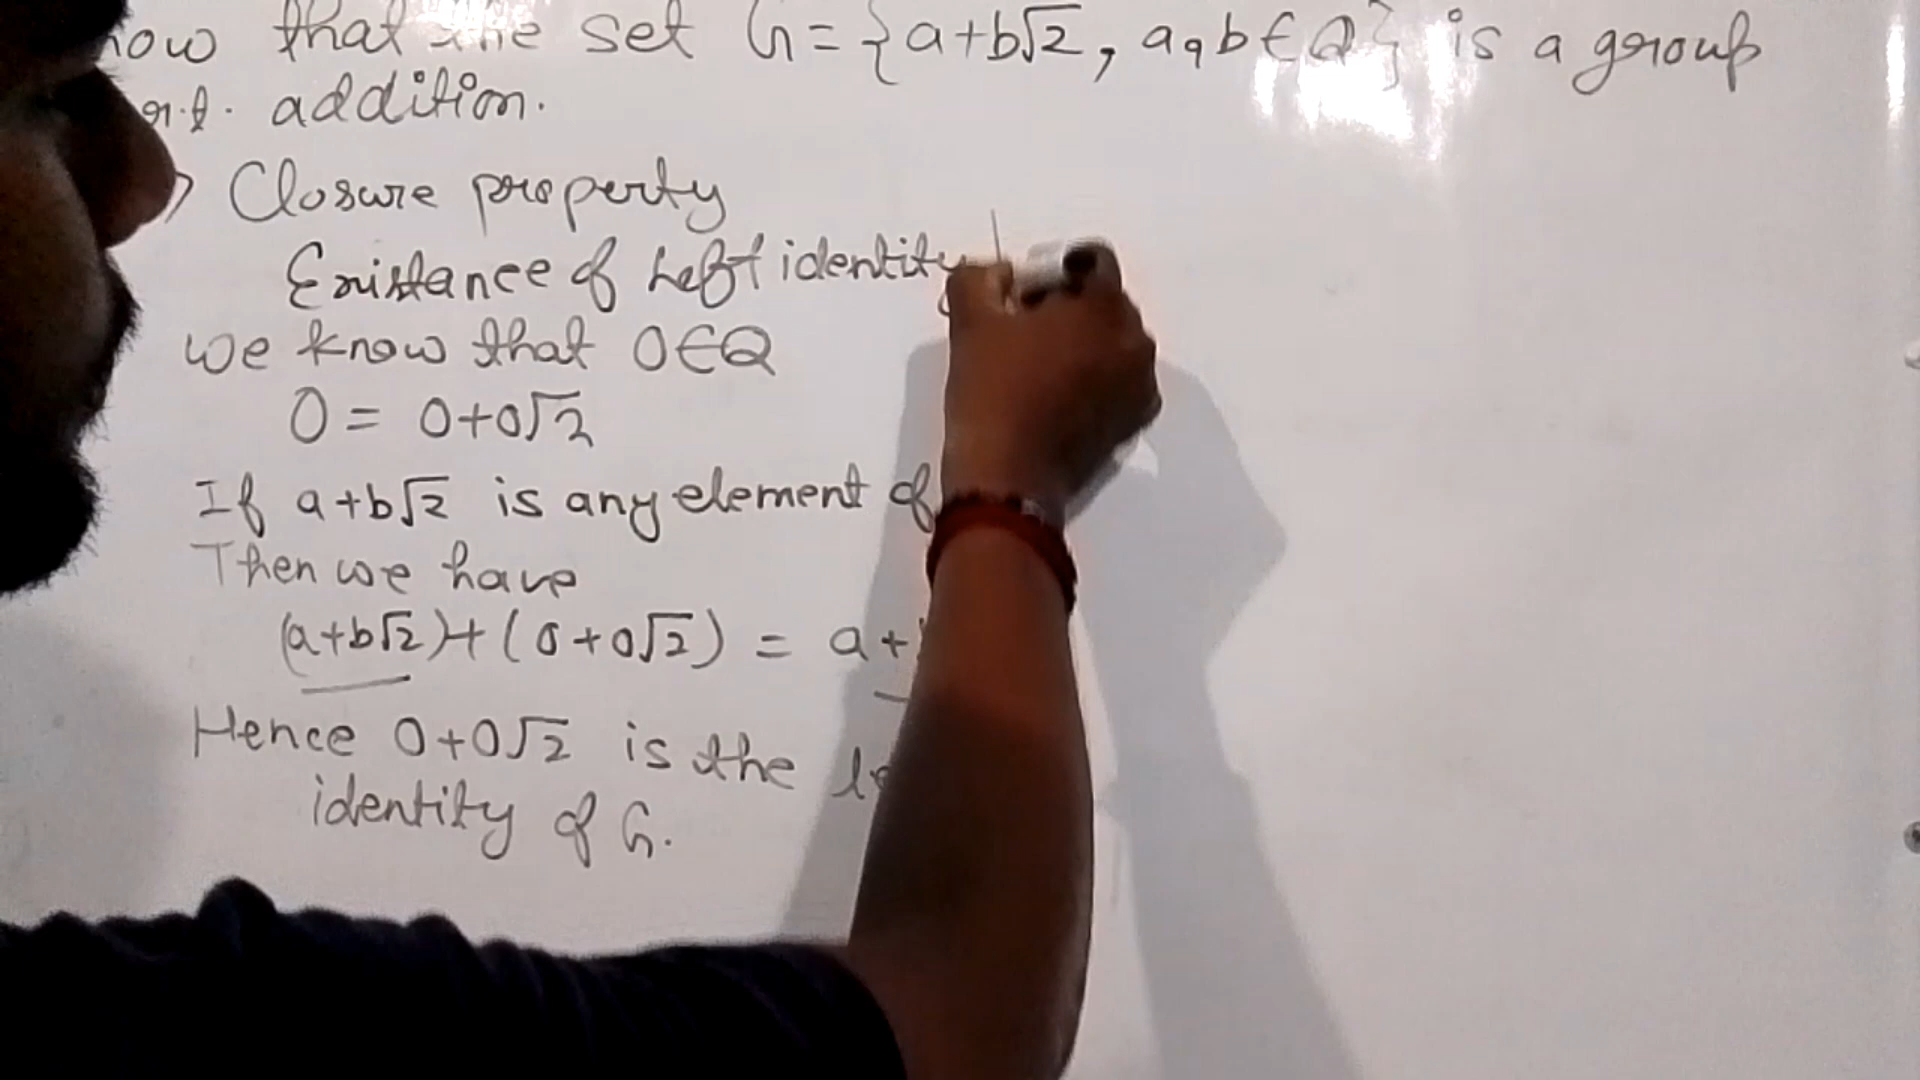 how that the set G = {a+b√2, a, b ∈ Q} is a group
r.t. addition.
> Closure property
Existance of Left identity
we know that 0∈Q
0 = 0+0√2
If a+b√2 is any element of
Then we have
(a+b√2)+(0+0√2) = a+
Hence 0+0√2 is the le
identity of G.